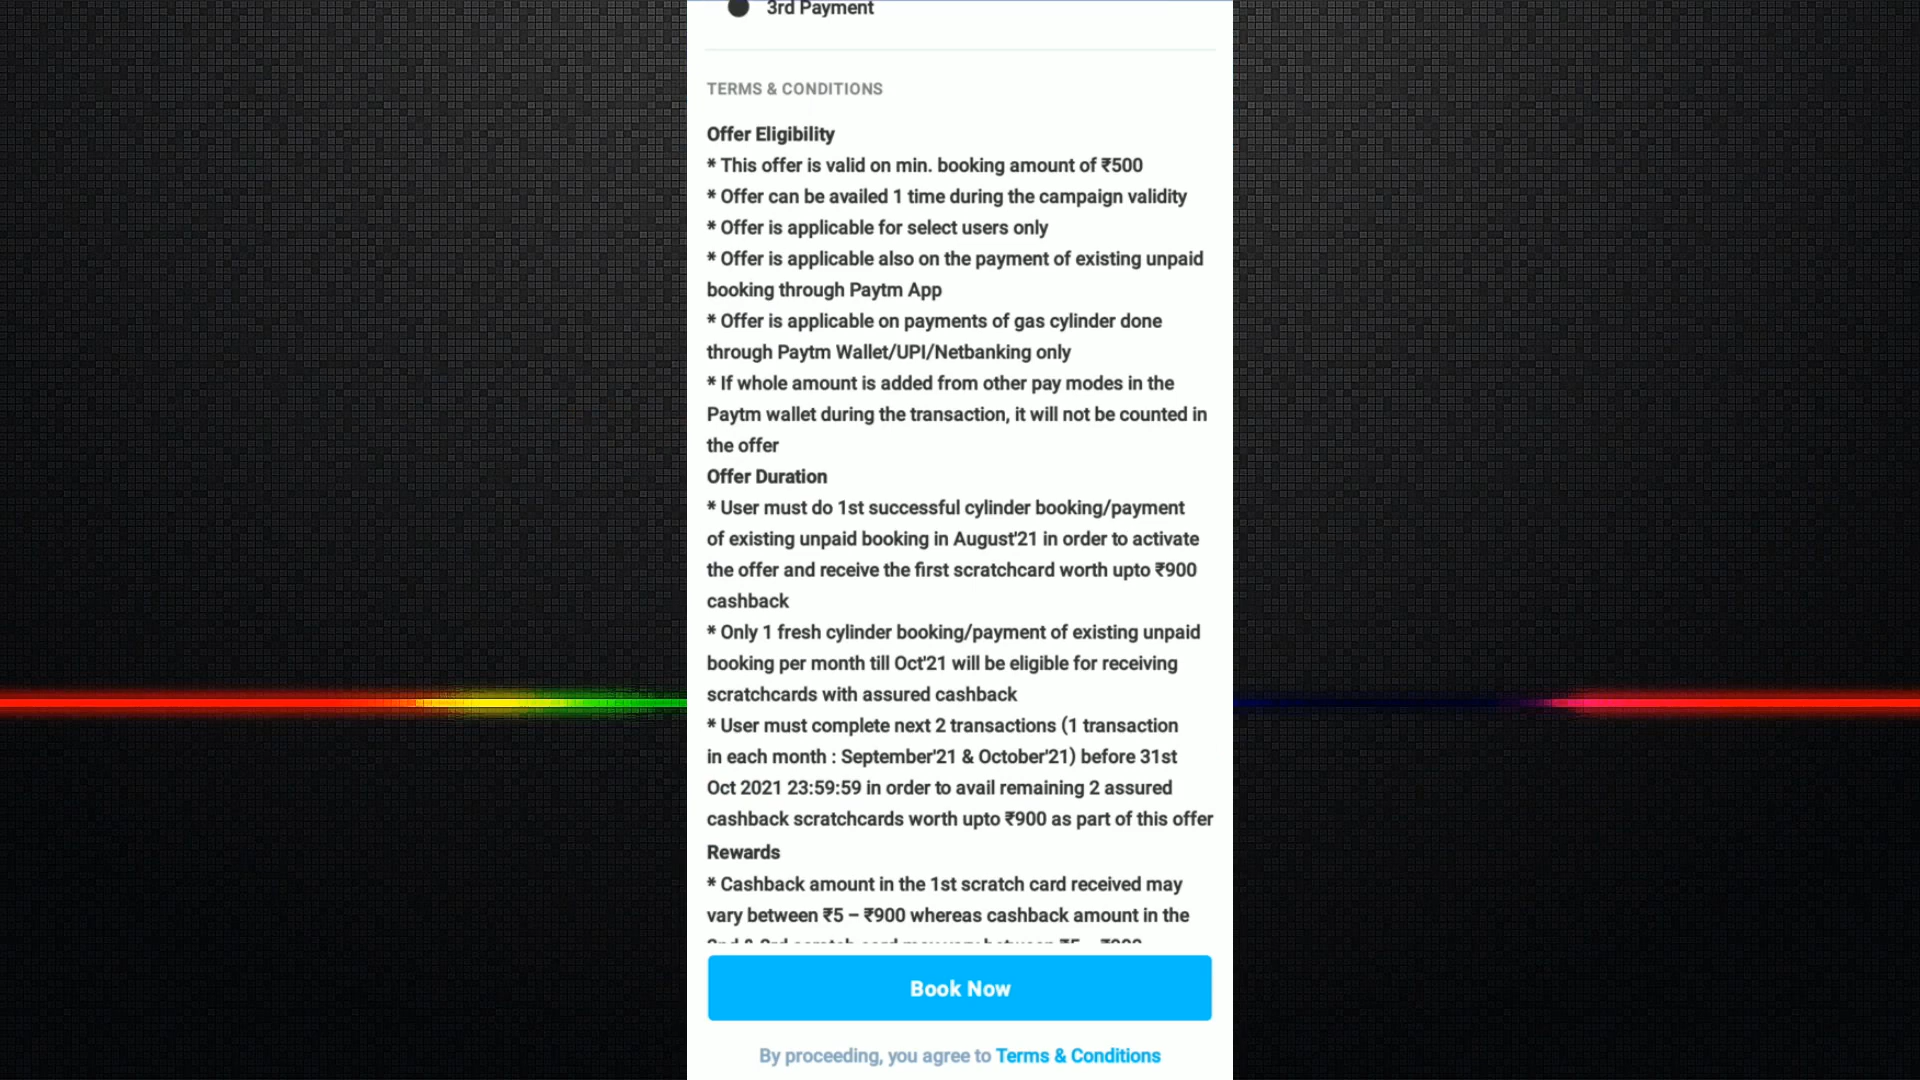 3rd Payment
TERMS & CONDITIONS
Offer Eligibility
* This offer is valid on min. booking amount of ₹500
* Offer can be availed 1 time during the campaign validity
* Offer is applicable for select users only
* Offer is applicable also on the payment of existing unpaid
booking through Paytm App
* Offer is applicable on payments of gas cylinder done
through Paytm Wallet/UPI/Netbanking only
* If whole amount is added from other pay modes in the
Paytm wallet during the transaction, it will not be counted in
the offer
Offer Duration
* User must do 1st successful cylinder booking/payment
of existing unpaid booking in August'21 in order to activate
the offer and receive the first scratchcard worth upto ₹900
cashback
* Only 1 fresh cylinder booking/payment of existing unpaid
booking per month till Oct'21 will be eligible for receiving
scratchcards with assured cashback
* User must complete next 2 transactions (1 transaction
in each month : September'21 & October'21) before 31st
Oct 2021 23:59:59 in order to avail remaining 2 assured
cashback scratchcards worth upto ₹900 as part of this offer
Rewards
* Cashback amount in the 1st scratch card received may
vary between ₹5 – ₹900 whereas cashback amount in the
Book Now
By proceeding, you agree to Terms & Conditions